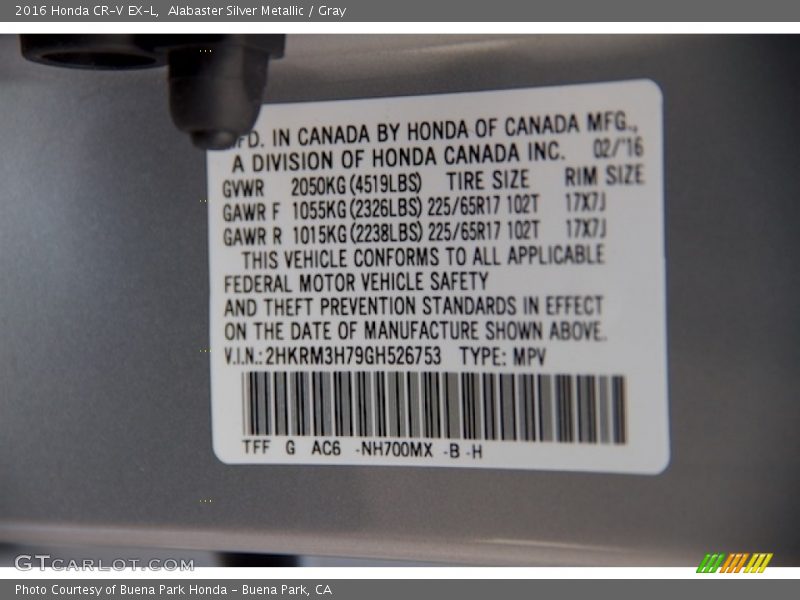 2016 Honda CR-V EX-L,  Alabaster Silver Metallic / Gray
FD. IN CANADA BY HONDA OF CANADA MFG.,
A DIVISION OF HONDA CANADA INC. 02/'16
GVWR 2050KG(4519LBS) TIRE SIZE RIM SIZE
GAWR F 1055KG(2326LBS) 225/65R17 102T 17X7J
GAWR R 1015KG(2238LBS) 225/65R17 102T 17X7J
THIS VEHICLE CONFORMS TO ALL APPLICABLE
FEDERAL MOTOR VEHICLE SAFETY
AND THEFT PREVENTION STANDARDS IN EFFECT
ON THE DATE OF MANUFACTURE SHOWN ABOVE.
V.I.N.:2HKRM3H79GH526753 TYPE: MPV
TFF G AC6 -NH700MX -B -H
GTCARLOT.COM
Photo Courtesy of Buena Park Honda - Buena Park, CA